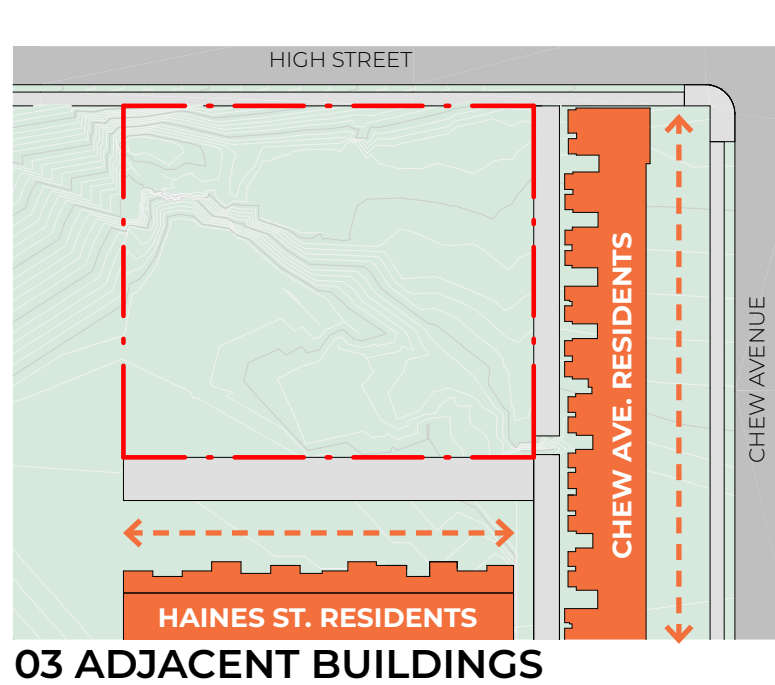 HIGH STREET
CHEW AVE. RESIDENTS
CHEW AVENUE
HAINES ST. RESIDENTS
03 ADJACENT BUILDINGS